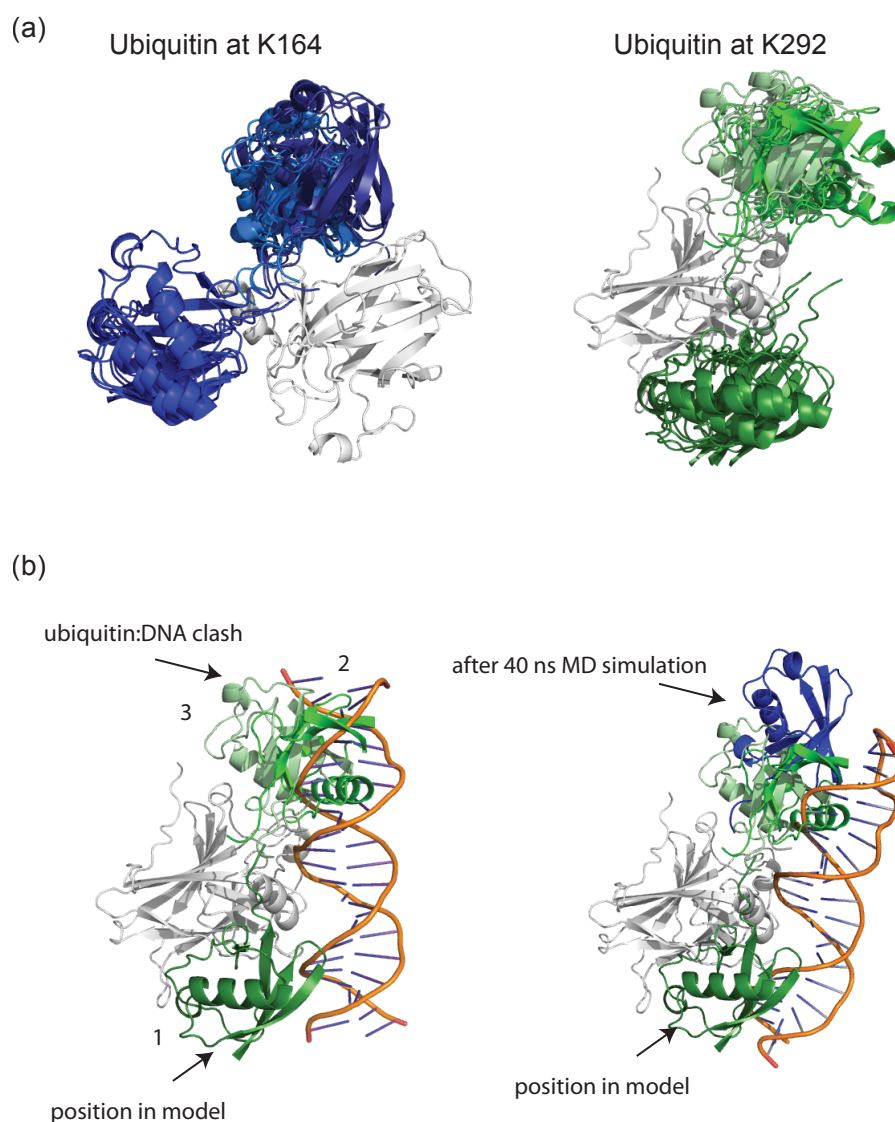 (a)
Ubiquitin at K164
Ubiquitin at K292
(b)
ubiquitin:DNA clash
2
3
1
position in model
after 40 ns MD simulation
position in model